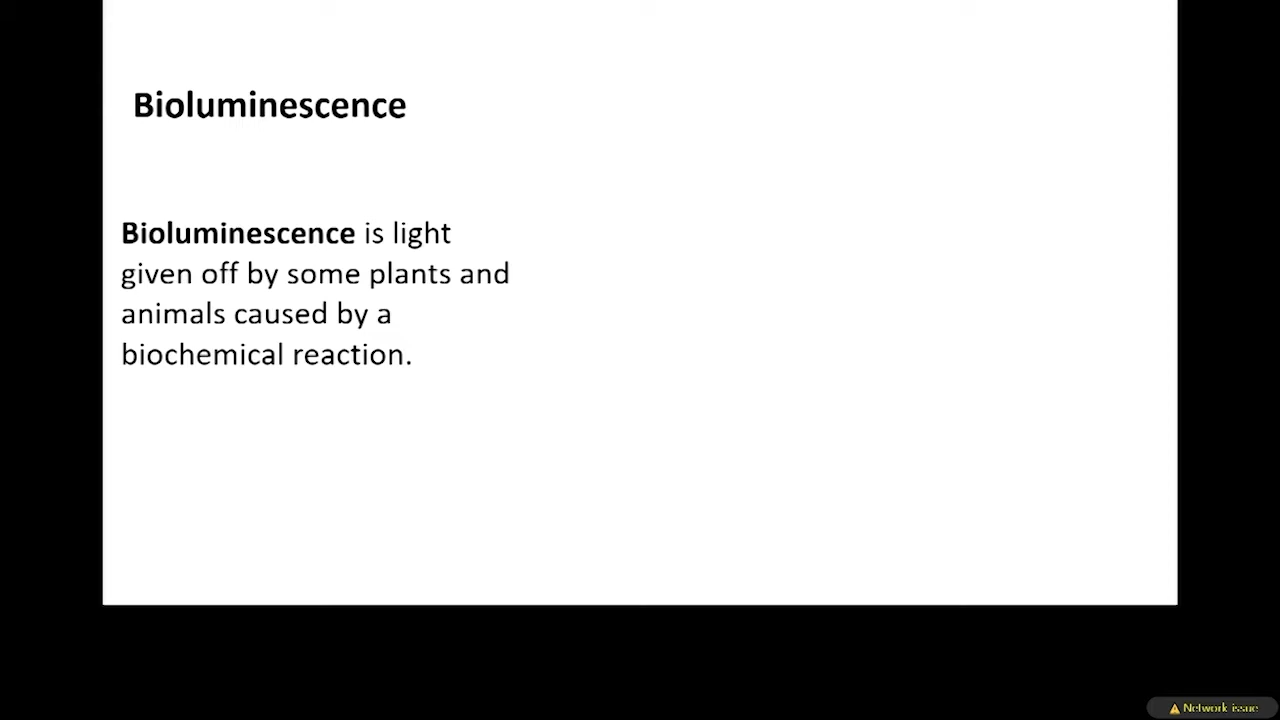 Bioluminescence
Bioluminescence is light
given off by some plants and
animals caused by a
biochemical reaction.
Network issue